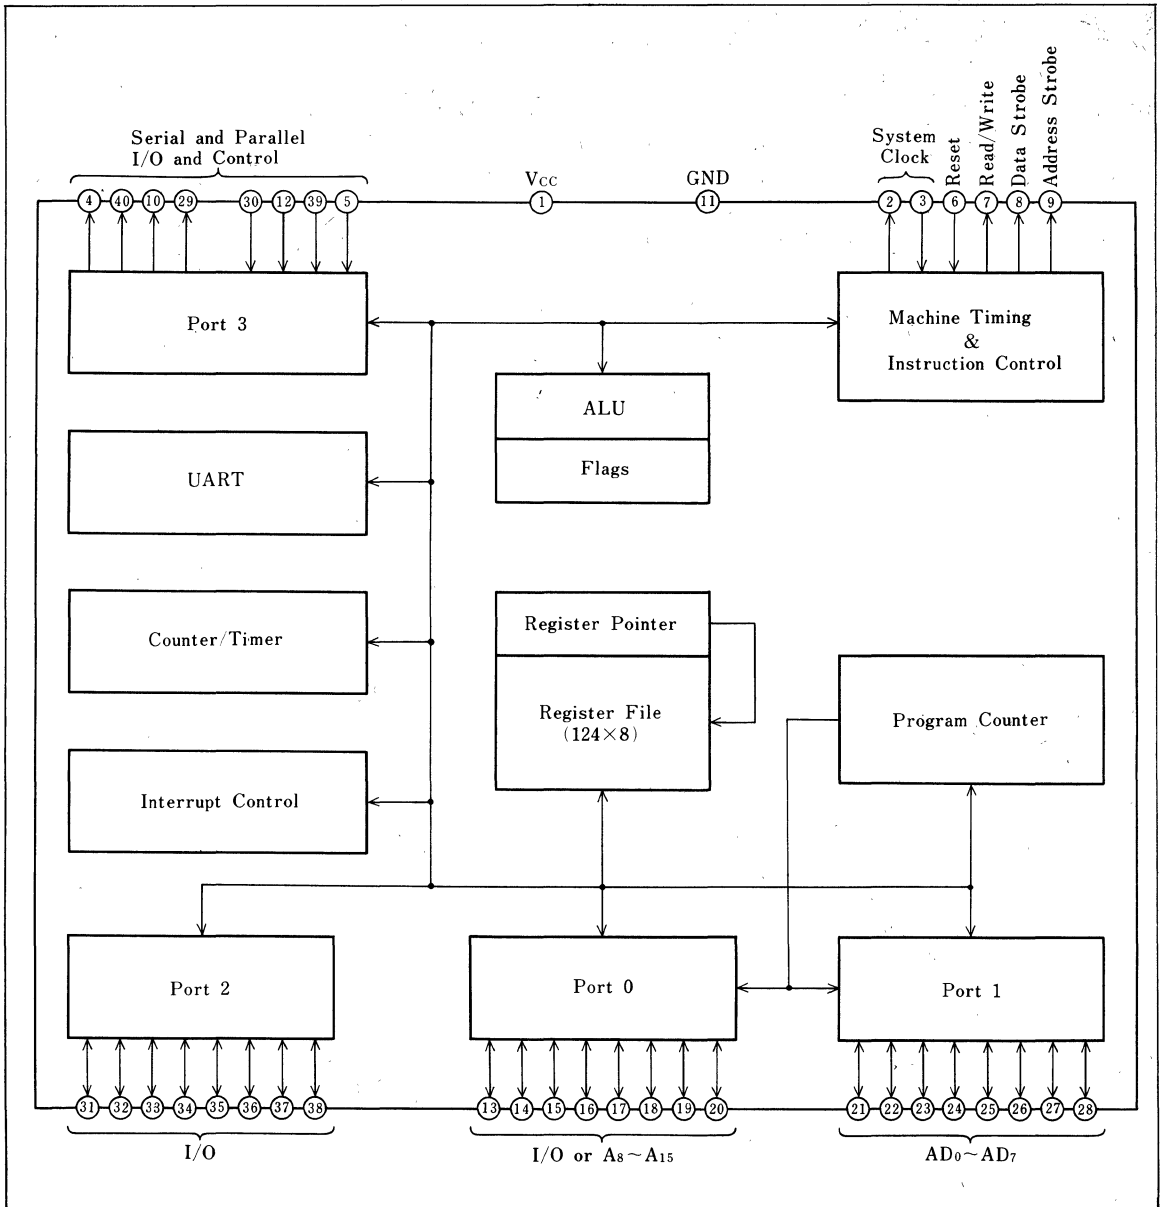 Serial and Parallel
I/O and Control
VCC
GND
System
Clock
Reset
Read/Write
Data Strobe
Address Strobe
4 40 10 29 30 12 39 5
1
11
2 3 6 7 8 9
Port 3
Machine Timing
&
Instruction Control
ALU
Flags
UART
Counter/Timer
Register Pointer
Register File
(124×8)
Program Counter
Interrupt Control
Port 2
Port 0
Port 1
31 32 33 34 35 36 37 38
13 14 15 16 17 18 19 20
21 22 23 24 25 26 27 28
I/O
I/O or A8~A15
AD0~AD7